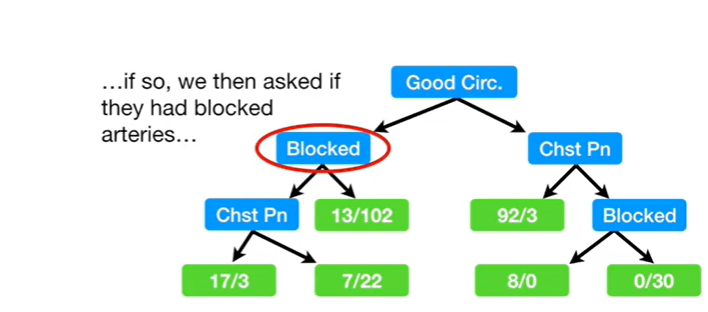 …if so, we then asked if
they had blocked
arteries…
Good Circ.
Blocked
Chst Pn
Chst Pn
13/102
92/3
Blocked
17/3
7/22
8/0
0/30